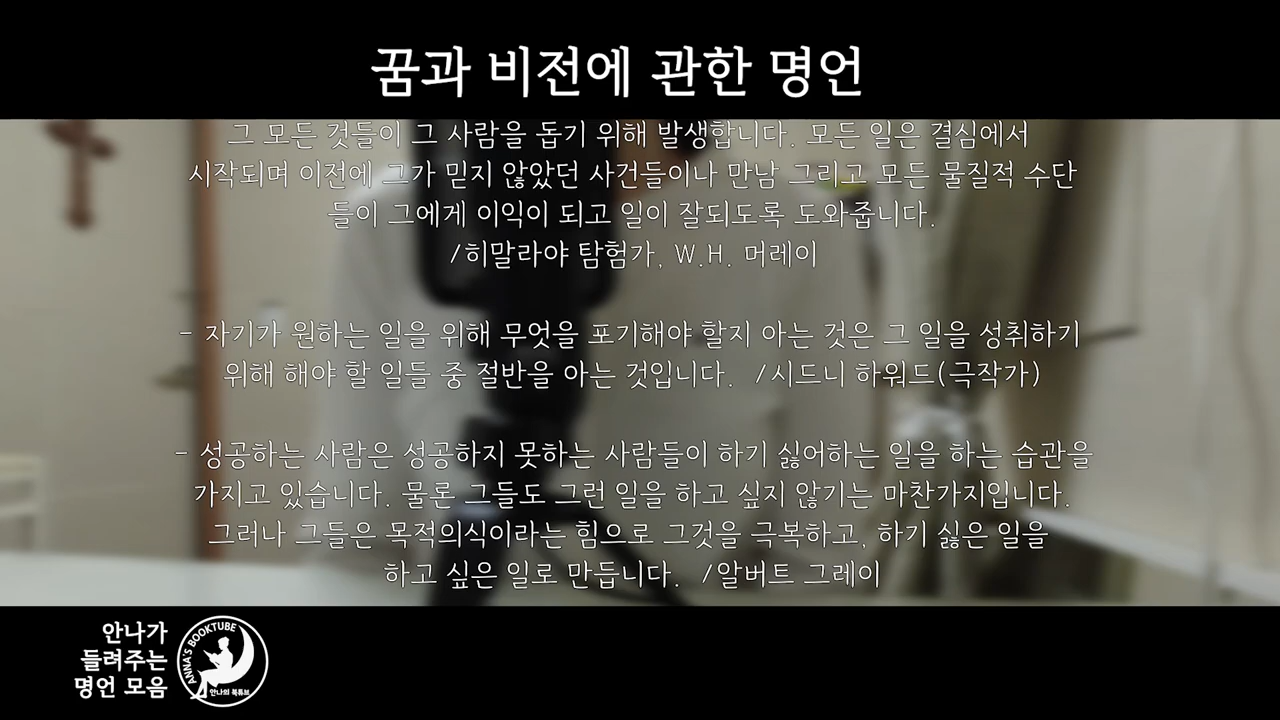 꿈과 비전에 관한 명언
그 모든 것들이 그 사람을 돕기 위해 발생합니다. 모든 일은 결심에서
시작되며 이전에 그가 믿지 않았던 사건들이나 만남 그리고 모든 물질적 수단
들이 그에게 이익이 되고 일이 잘되도록 도와줍니다.
/히말라야 탐험가, W.H. 머레이
- 자기가 원하는 일을 위해 무엇을 포기해야 할지 아는 것은 그 일을 성취하기
위해 해야 할 일들 중 절반을 아는 것입니다. /시드니 하워드(극작가)
- 성공하는 사람은 성공하지 못하는 사람들이 하기 싫어하는 일을 하는 습관을
가지고 있습니다. 물론 그들도 그런 일을 하고 싶지 않기는 마찬가지입니다.
그러나 그들은 목적의식이라는 힘으로 그것을 극복하고, 하기 싫은 일을
하고 싶은 일로 만듭니다. /알버트 그레이
안나가
들려주는
명언 모음
ANNA'S BOOKTUBE
안나의 북튜브